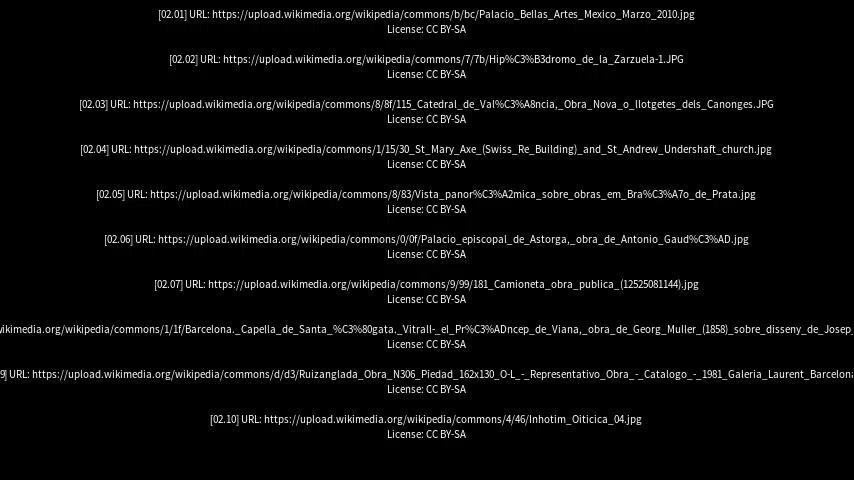 [02.01] URL: https://upload.wikimedia.org/wikipedia/commons/b/bc/Palacio_Bellas_Artes_Mexico_Marzo_2010.jpg
License: CC BY-SA
[02.02] URL: https://upload.wikimedia.org/wikipedia/commons/7/7b/Hip%C3%B3dromo_de_la_Zarzuela-1.JPG
License: CC BY-SA
[02.03] URL: https://upload.wikimedia.org/wikipedia/commons/8/8f/115_Catedral_de_Val%C3%A8ncia,_Obra_Nova_o_llotgetes_dels_Canonges.JPG
License: CC BY-SA
[02.04] URL: https://upload.wikimedia.org/wikipedia/commons/1/15/30_St_Mary_Axe_(Swiss_Re_Building)_and_St_Andrew_Undershaft_church.jpg
License: CC BY-SA
[02.05] URL: https://upload.wikimedia.org/wikipedia/commons/8/83/Vista_panor%C3%A2mica_sobre_obras_em_Bra%C3%A7o_de_Prata.jpg
License: CC BY-SA
[02.06] URL: https://upload.wikimedia.org/wikipedia/commons/0/0f/Palacio_episcopal_de_Astorga,_obra_de_Antonio_Gaud%C3%AD.jpg
License: CC BY-SA
[02.07] URL: https://upload.wikimedia.org/wikipedia/commons/9/99/181_Camioneta_obra_publica_(12525081144).jpg
License: CC BY-SA
wikimedia.org/wikipedia/commons/1/1f/Barcelona._Capella_de_Santa_%C3%80gata._Vitrall-_el_Pr%C3%ADncep_de_Viana,_obra_de_Georg_Muller_(1858)_sobre_disseny_de_Josep_
License: CC BY-SA
9] URL: https://upload.wikimedia.org/wikipedia/commons/d/d3/Ruizanglada_Obra_N306_Piedad_162x130_O-L_-_Representativo_Obra_-_Catalogo_-_1981_Galeria_Laurent_Barcelona
License: CC BY-SA
[02.10] URL: https://upload.wikimedia.org/wikipedia/commons/4/46/Inhotim_Oiticica_04.jpg
License: CC BY-SA